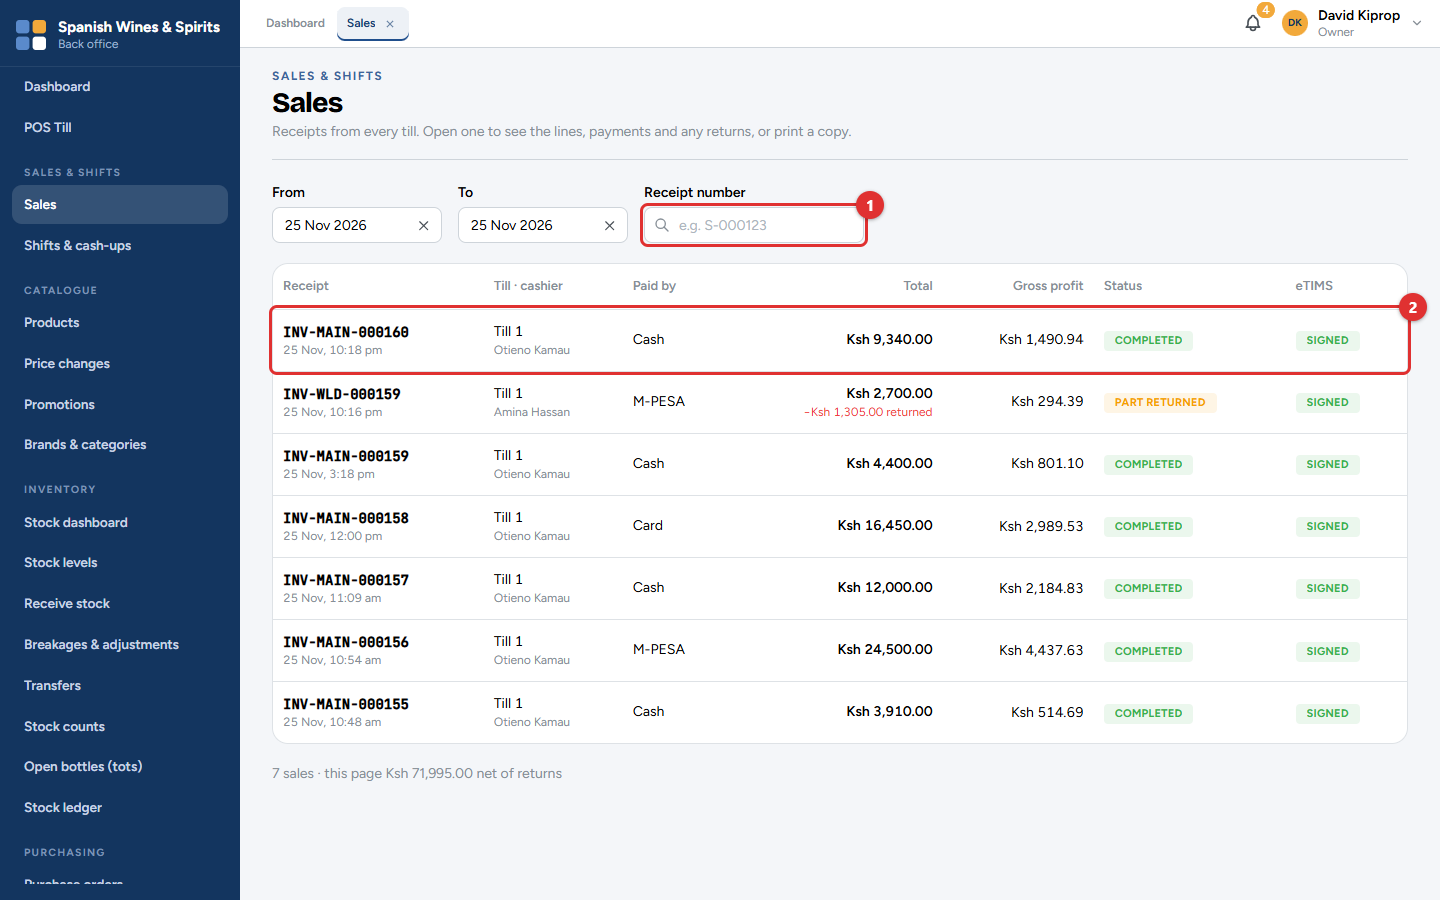 Spanish Wines & Spirits
Back office
Dashboard
POS Till
SALES & SHIFTS
Sales
Shifts & cash-ups
CATALOGUE
Products
Price changes
Promotions
Brands & categories
INVENTORY
Stock dashboard
Stock levels
Receive stock
Breakages & adjustments
Transfers
Stock counts
Open bottles (tots)
Stock ledger
PURCHASING
Purchase orders
Dashboard
Sales
4
DK
David Kiprop
Owner
SALES & SHIFTS
Sales
Receipts from every till. Open one to see the lines, payments and any returns, or print a copy.
From To Receipt number
25 Nov 2026 25 Nov 2026 e.g. S-000123
1
Receipt Till · cashier Paid by Total Gross profit Status eTIMS
2
INV-MAIN-000160 Till 1 Cash Ksh 9,340.00 Ksh 1,490.94 COMPLETED SIGNED
25 Nov, 10:18 pm Otieno Kamau
INV-WLD-000159 Till 1 M-PESA Ksh 2,700.00 Ksh 294.39 PART RETURNED SIGNED
25 Nov, 10:16 pm Amina Hassan −Ksh 1,305.00 returned
INV-MAIN-000159 Till 1 Cash Ksh 4,400.00 Ksh 801.10 COMPLETED SIGNED
25 Nov, 3:18 pm Otieno Kamau
INV-MAIN-000158 Till 1 Card Ksh 16,450.00 Ksh 2,989.53 COMPLETED SIGNED
25 Nov, 12:00 pm Otieno Kamau
INV-MAIN-000157 Till 1 Cash Ksh 12,000.00 Ksh 2,184.83 COMPLETED SIGNED
25 Nov, 11:09 am Otieno Kamau
INV-MAIN-000156 Till 1 M-PESA Ksh 24,500.00 Ksh 4,437.63 COMPLETED SIGNED
25 Nov, 10:54 am Otieno Kamau
INV-MAIN-000155 Till 1 Cash Ksh 3,910.00 Ksh 514.69 COMPLETED SIGNED
25 Nov, 10:48 am Otieno Kamau
7 sales · this page Ksh 71,995.00 net of returns